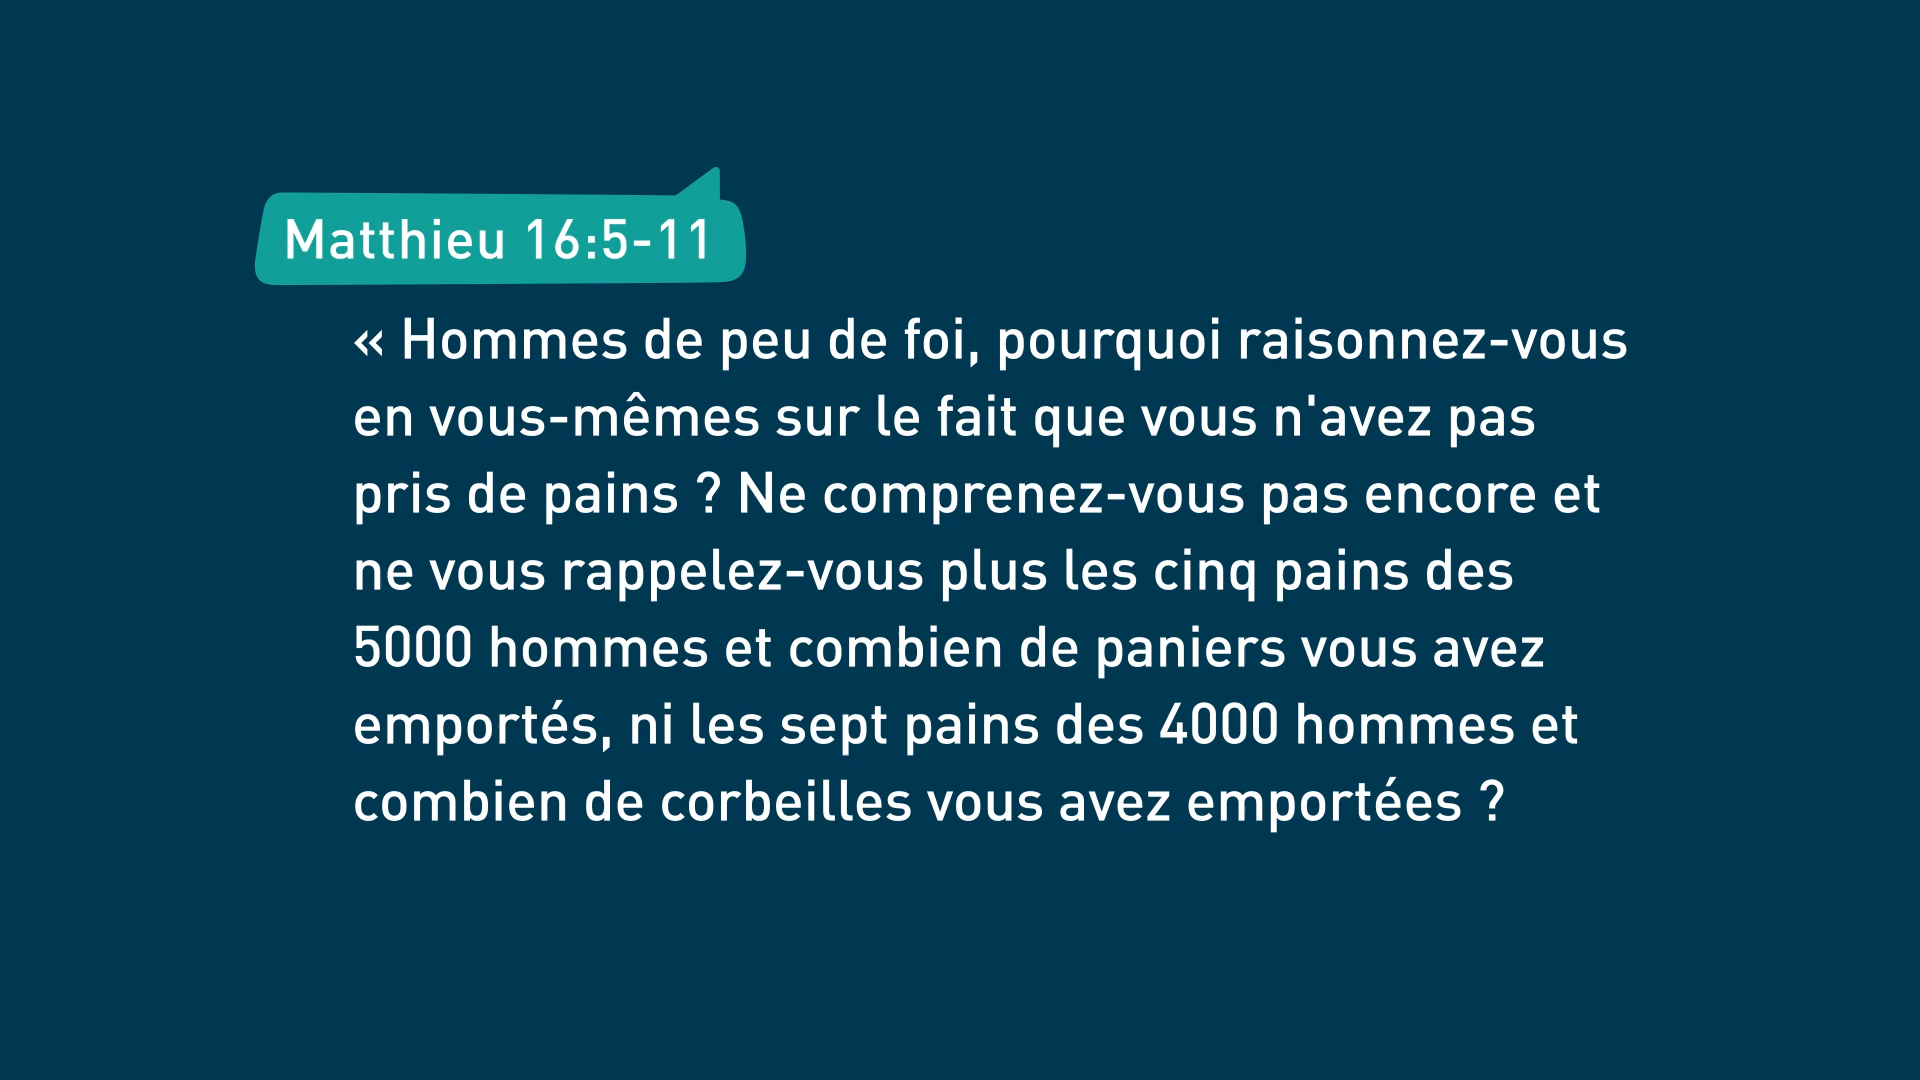 Matthieu 16:5-11
« Hommes de peu de foi, pourquoi raisonnez-vous
en vous-mêmes sur le fait que vous n'avez pas
pris de pains ? Ne comprenez-vous pas encore et
ne vous rappelez-vous plus les cinq pains des
5000 hommes et combien de paniers vous avez
emportés, ni les sept pains des 4000 hommes et
combien de corbeilles vous avez emportées ?